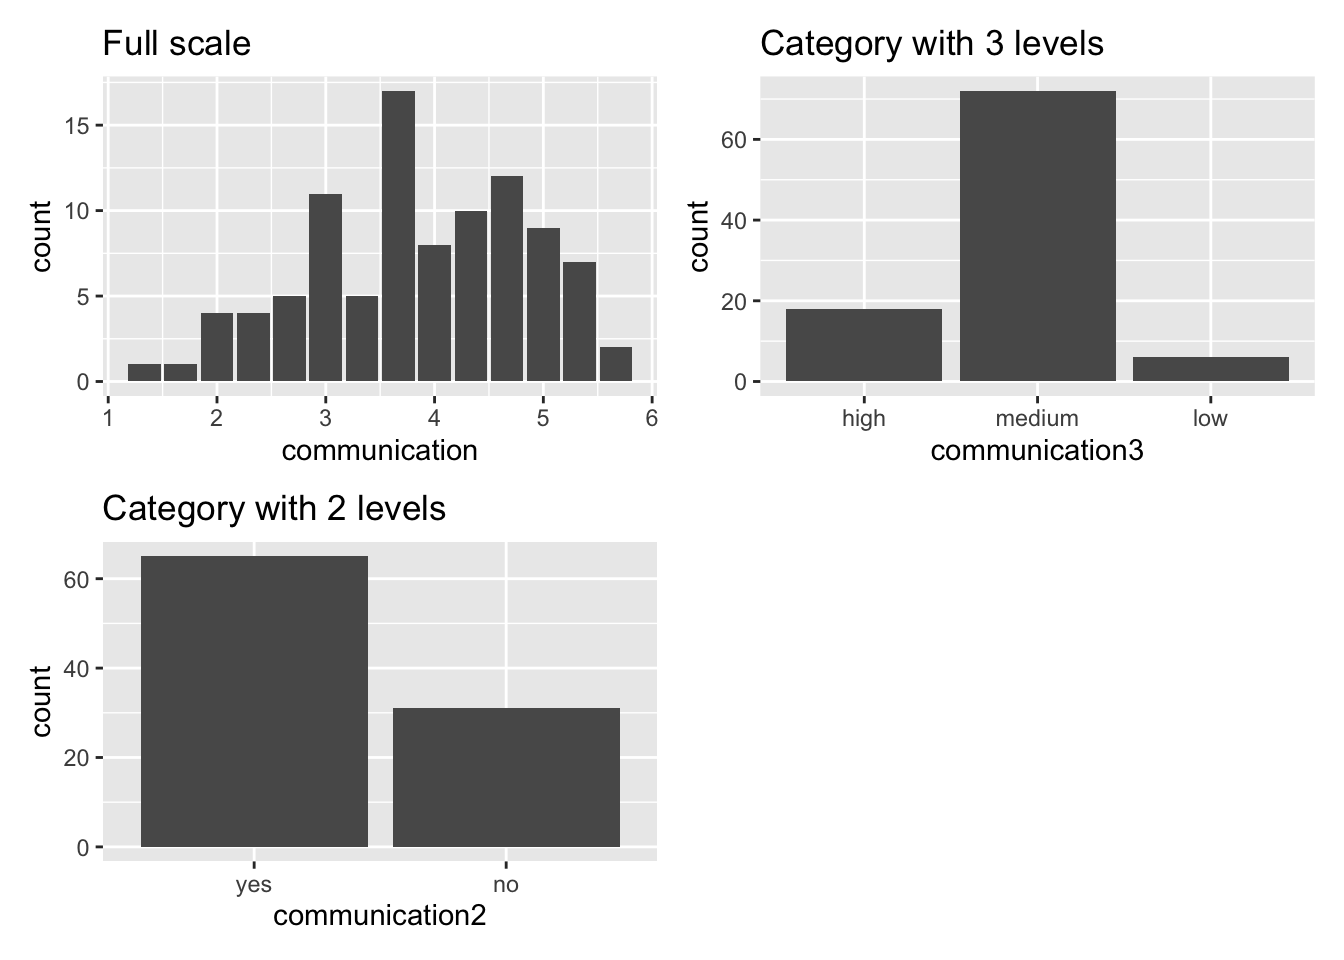 Full scale
count
15
10
5
0
1 2 3 4 5 6
communication
Category with 3 levels
count
60
40
20
0
high medium low
communication3
Category with 2 levels
count
60
40
20
0
yes no
communication2